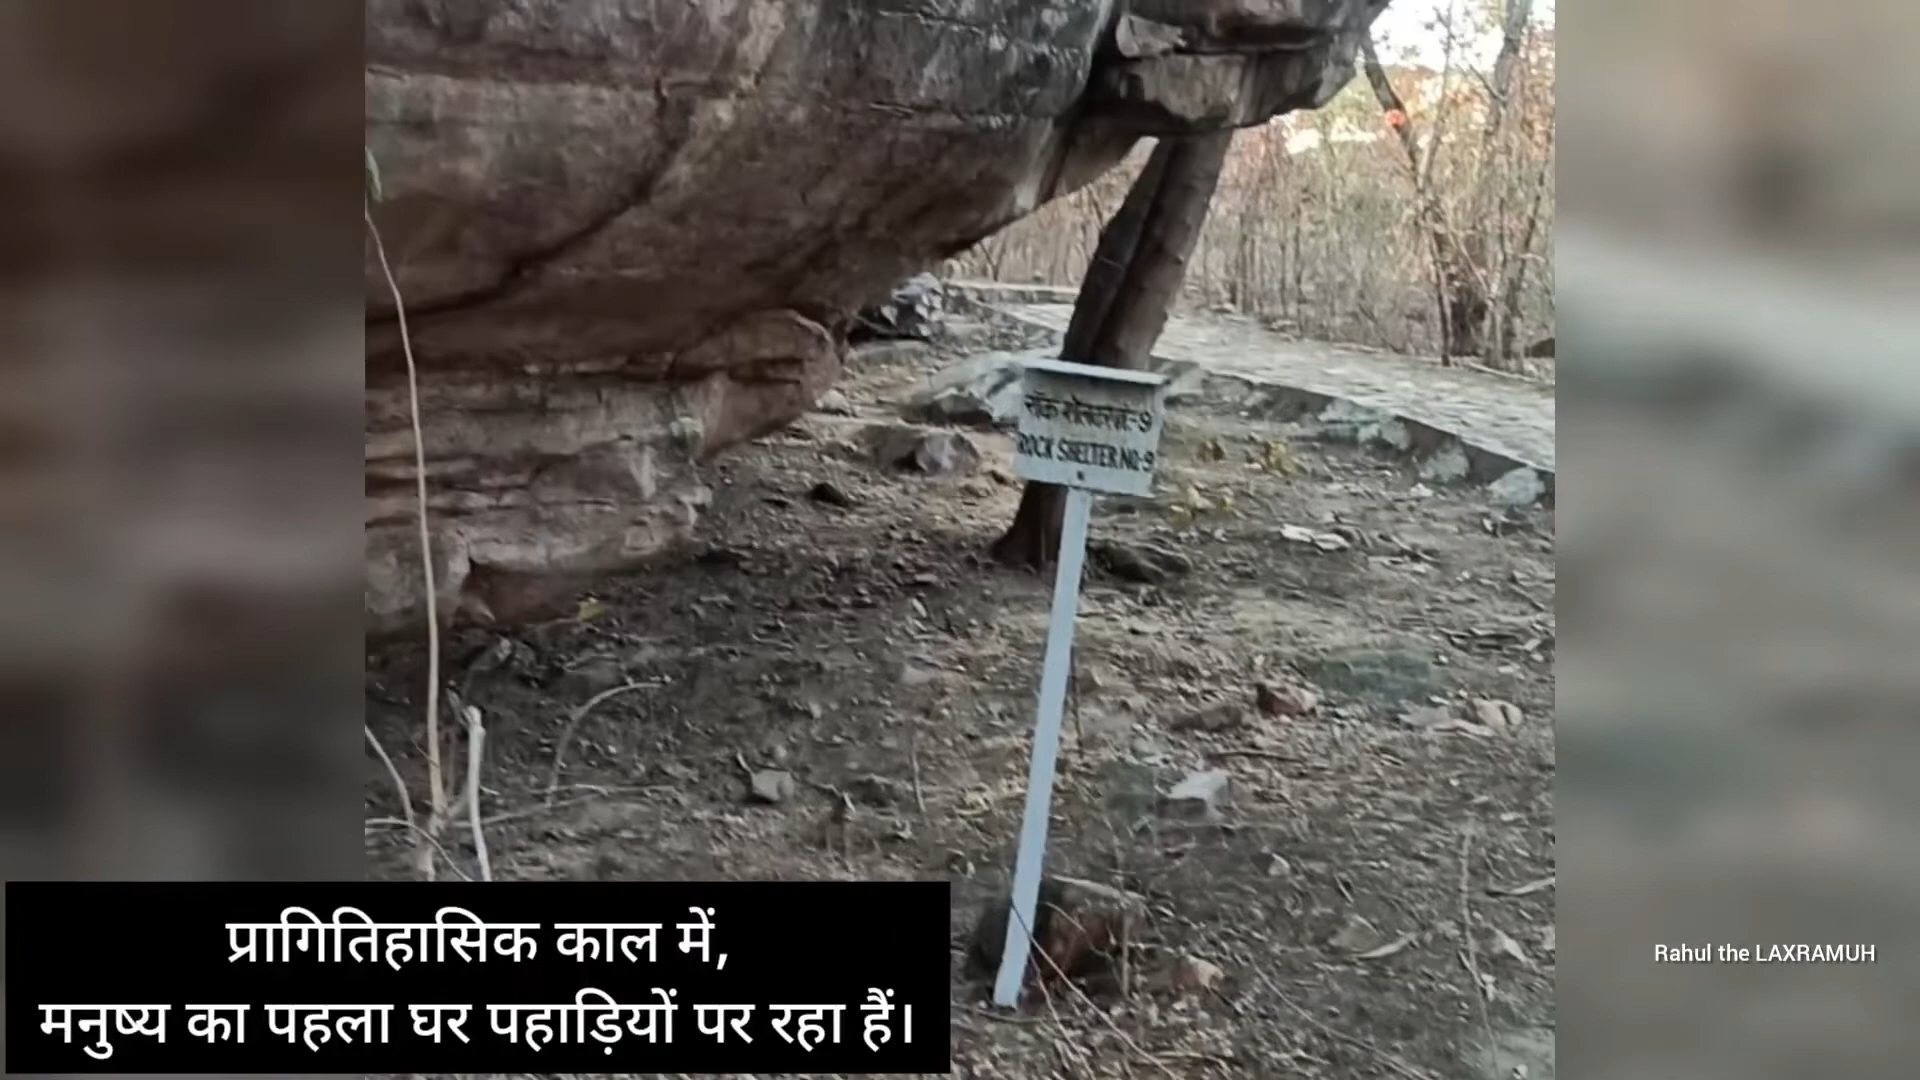 रॉक शेल्टर नं-9
ROCK SHELTER NO-9
प्रागितिहासिक काल में,
मनुष्य का पहला घर पहाड़ियों पर रहा हैं।
Rahul the LAXRAMUH